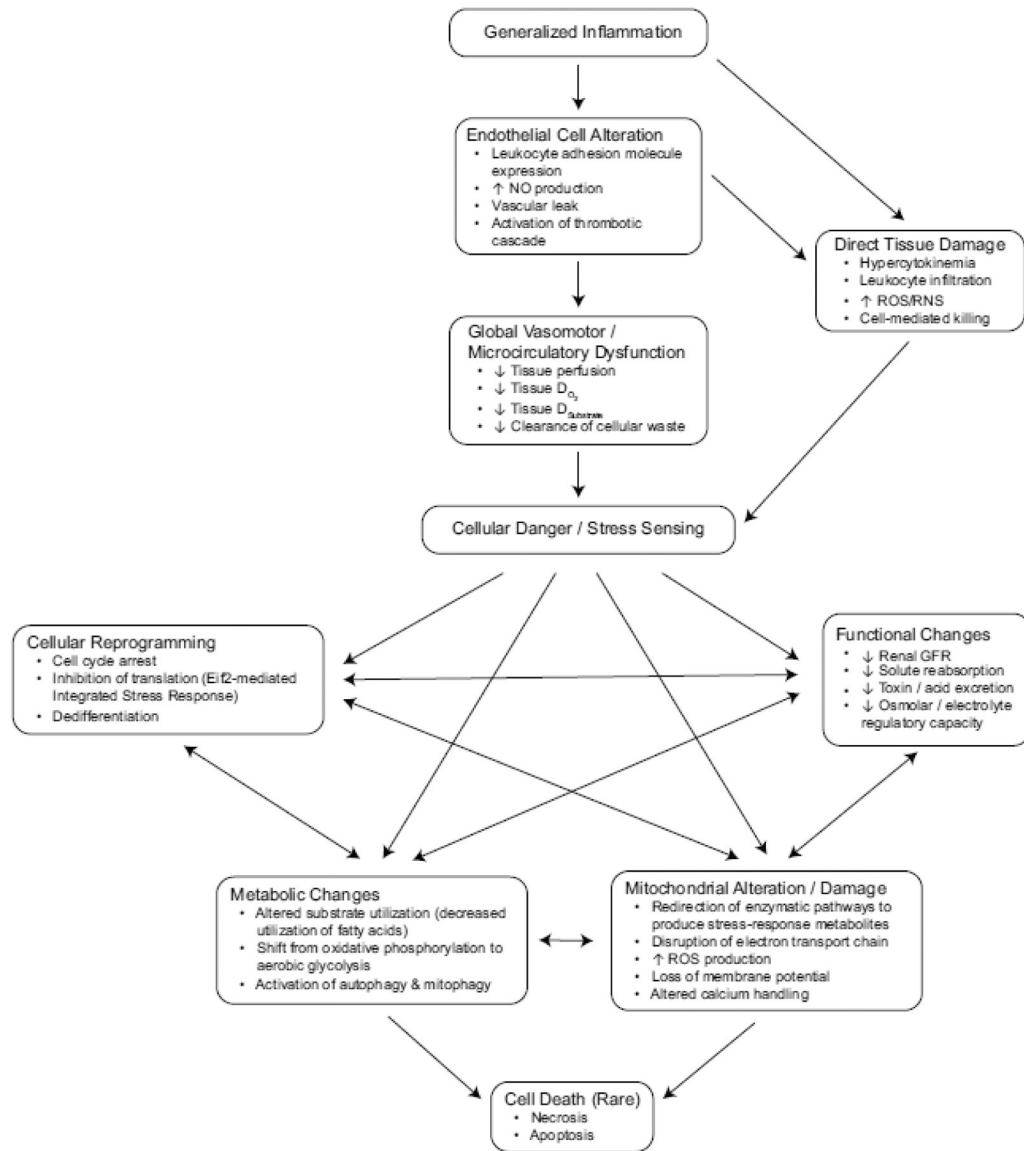 Generalized Inflammation
Endothelial Cell Alteration
• Leukocyte adhesion molecule
expression
• ↑ NO production
• Vascular leak
• Activation of thrombotic
cascade
Direct Tissue Damage
• Hypercytokinemia
• Leukocyte infiltration
• ↑ ROS/RNS
• Cell-mediated killing
Global Vasomotor /
Microcirculatory Dysfunction
• ↓ Tissue perfusion
• ↓ Tissue D O2
• ↓ Tissue D Substrate
• ↓ Clearance of cellular waste
Cellular Danger / Stress Sensing
Cellular Reprogramming
• Cell cycle arrest
• Inhibition of translation (Eif2-mediated
Integrated Stress Response)
• Dedifferentiation
Functional Changes
• ↓ Renal GFR
• ↓ Solute reabsorption
• ↓ Toxin / acid excretion
• ↓ Osmolar / electrolyte
regulatory capacity
Metabolic Changes
• Altered substrate utilization (decreased
utilization of fatty acids)
• Shift from oxidative phosphorylation to
aerobic glycolysis
• Activation of autophagy & mitophagy
Mitochondrial Alteration / Damage
• Redirection of enzymatic pathways to
produce stress-response metabolites
• Disruption of electron transport chain
• ↑ ROS production
• Loss of membrane potential
• Altered calcium handling
Cell Death (Rare)
• Necrosis
• Apoptosis